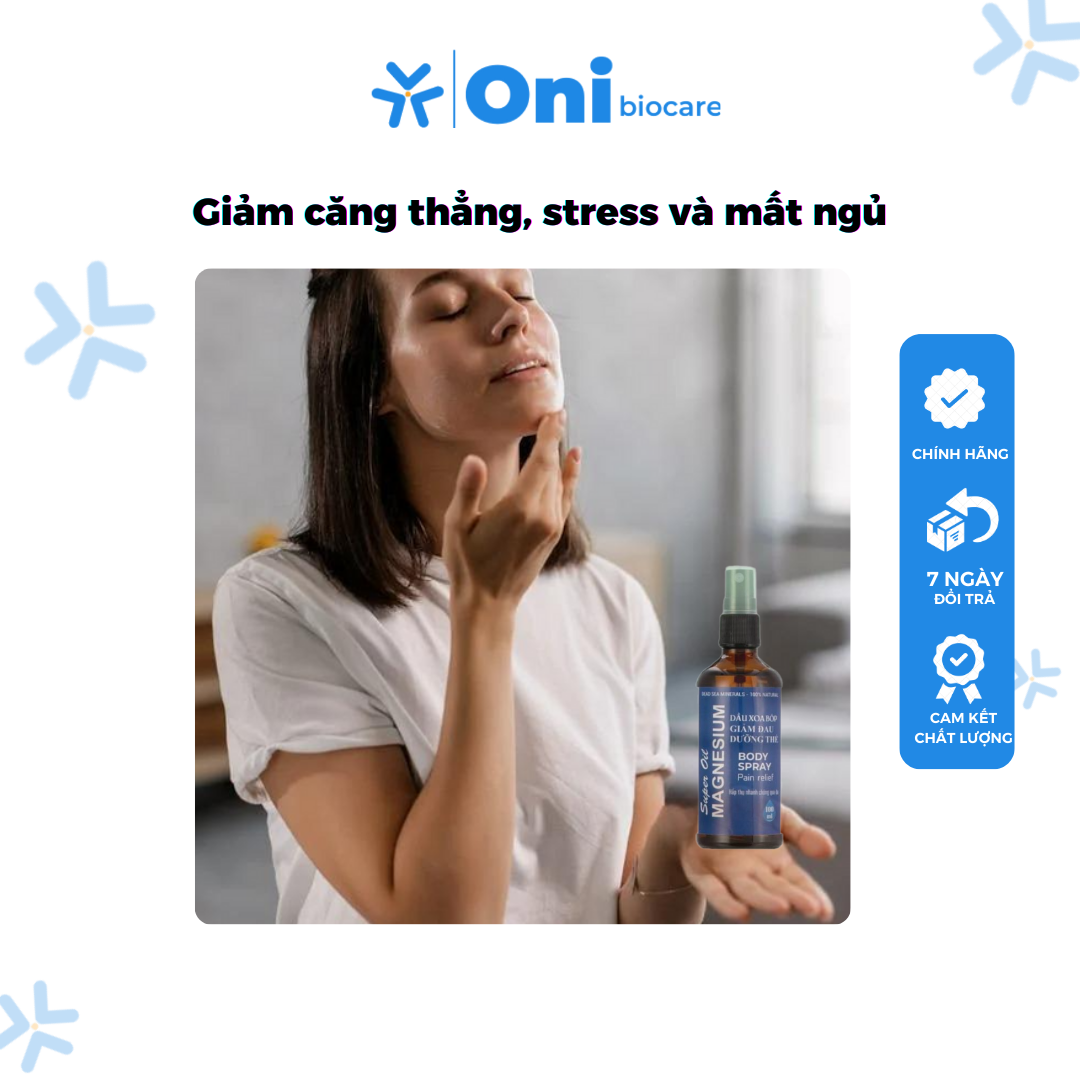 Oni biocare
Giảm căng thẳng, stress và mất ngủ
CHÍNH HÃNG
7 NGÀY
ĐỔI TRẢ
CAM KẾT
CHẤT LƯỢNG
DEAD SEA MINERALS - 100% NATURAL
Super Oil
MAGNESIUM
DẦU XOA BÓP
GIẢM ĐAU
DƯỠNG THỂ
BODY
SPRAY
Pain relief
100
ml